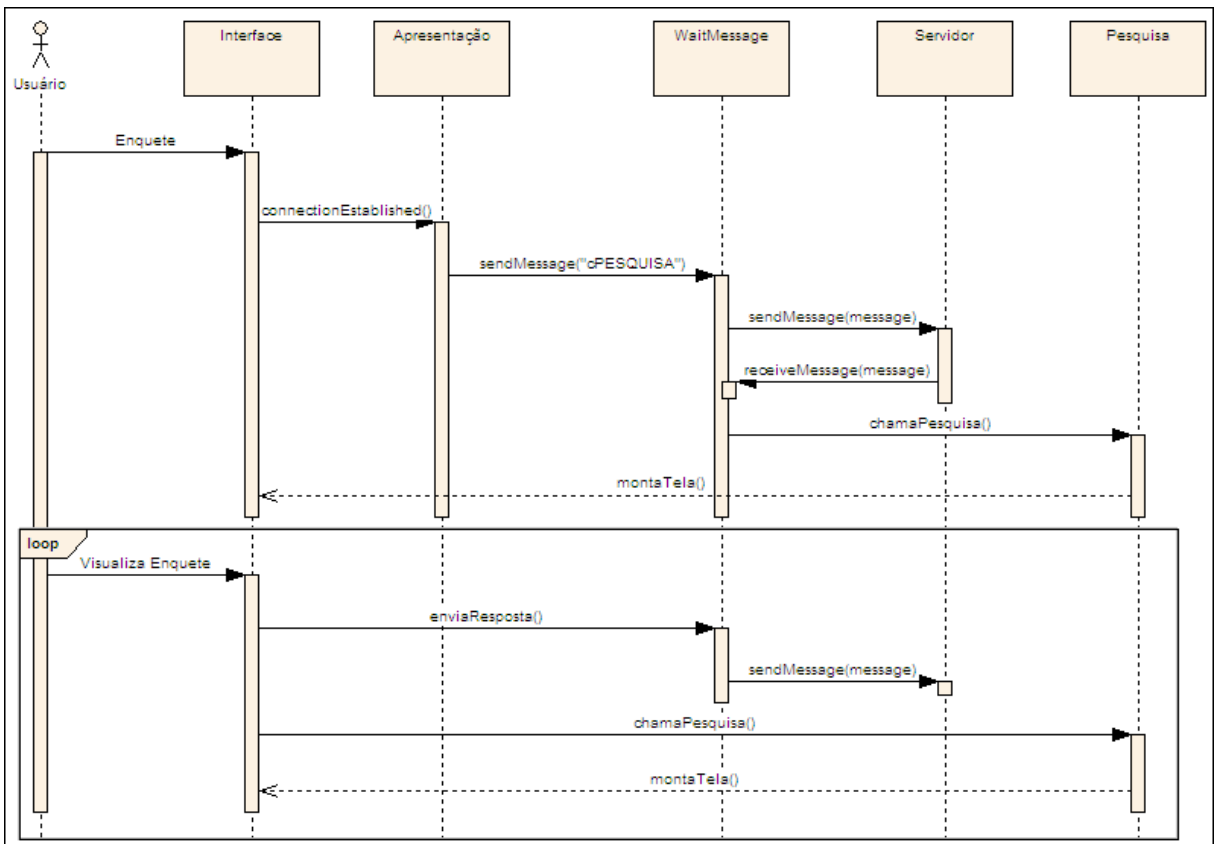 Interface
Apresentação
WaitMessage
Servidor
Pesquisa
Usuário
Enquete
connectionEstablished()
sendMessage("cPESQUISA")
sendMessage(message)
receiveMessage(message)
chamaPesquisa()
montaTela()
loop
Visualiza Enquete
enviaResposta()
sendMessage(message)
chamaPesquisa()
montaTela()